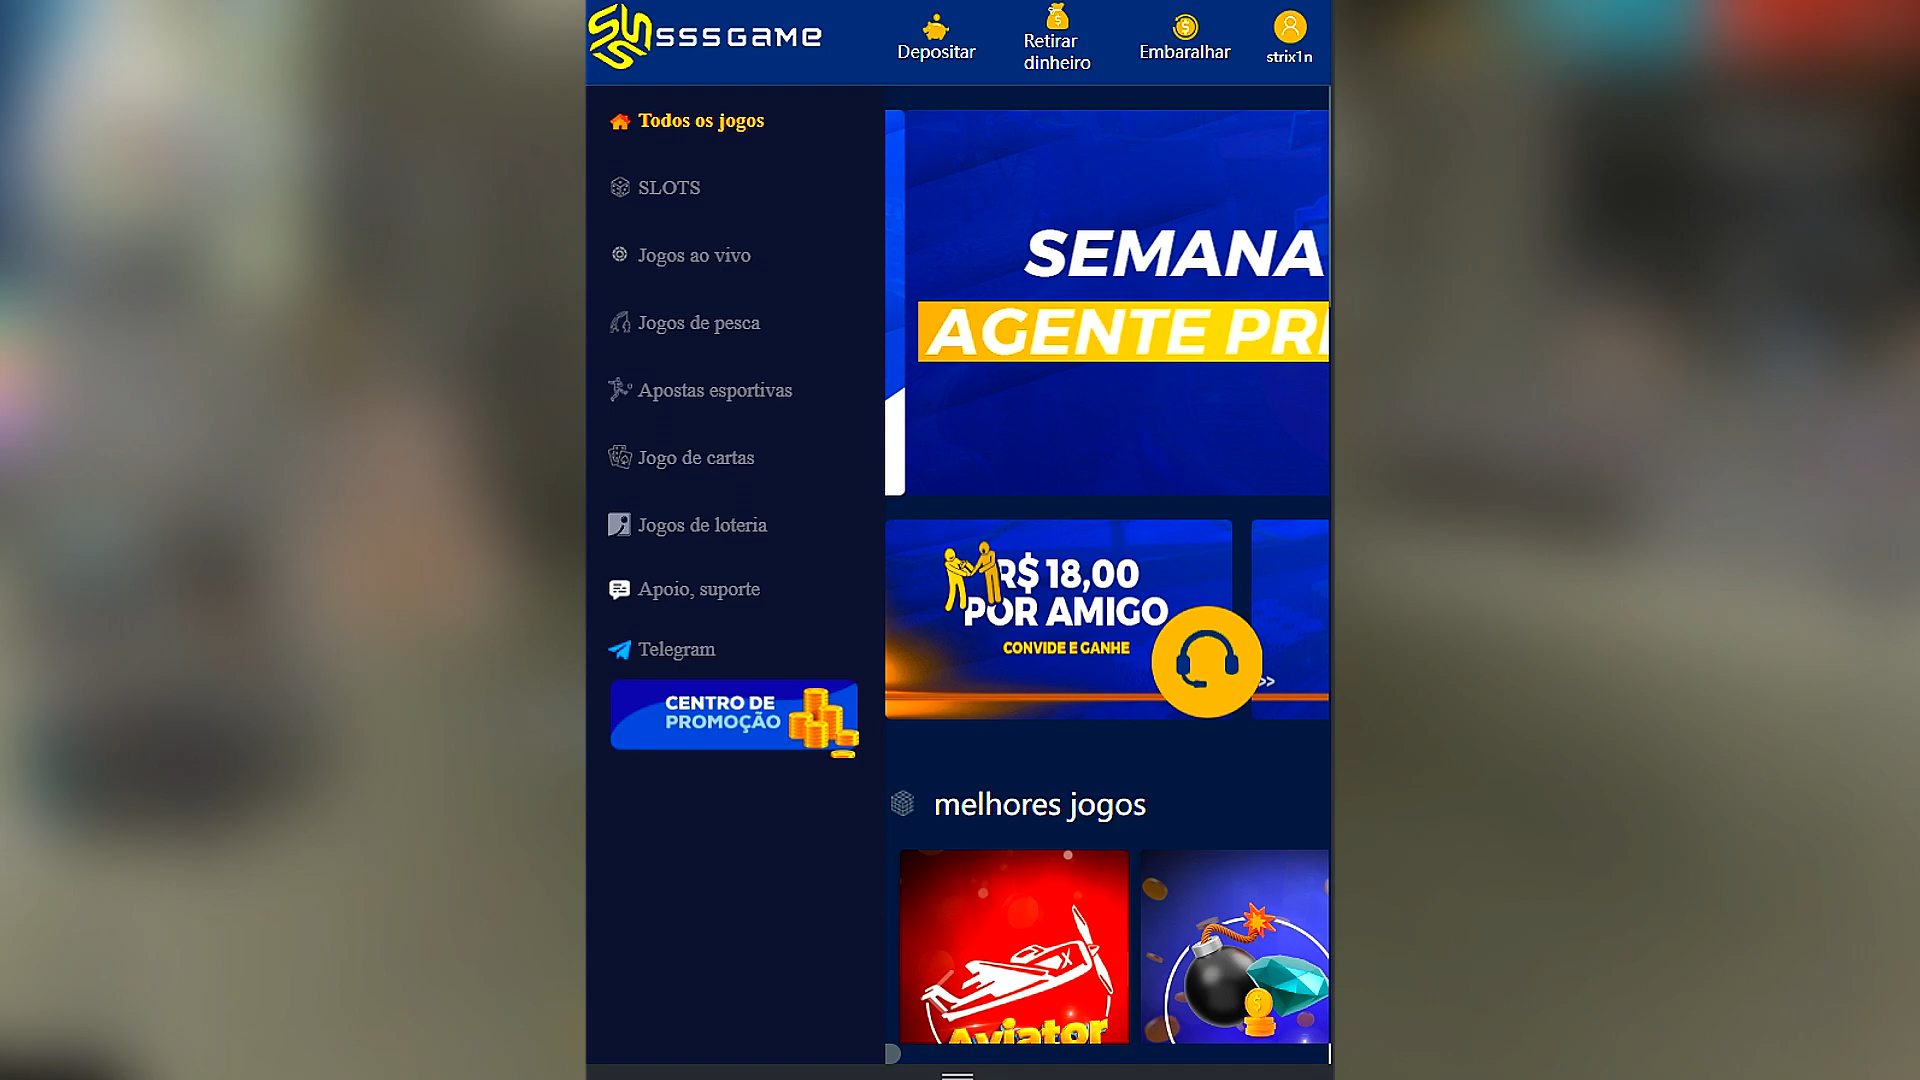 SSSGAME
Depositar
Retirar
dinheiro
Embaralhar
strix1n
Todos os jogos
SLOTS
Jogos ao vivo
Jogos de pesca
Apostas esportivas
Jogo de cartas
Jogos de loteria
Apoio, suporte
Telegram
CENTRO DE
PROMOÇÃO
SEMANA
AGENTE PRI
R$ 18,00
POR AMIGO
CONVIDE E GANHE
>>
melhores jogos
Aviator